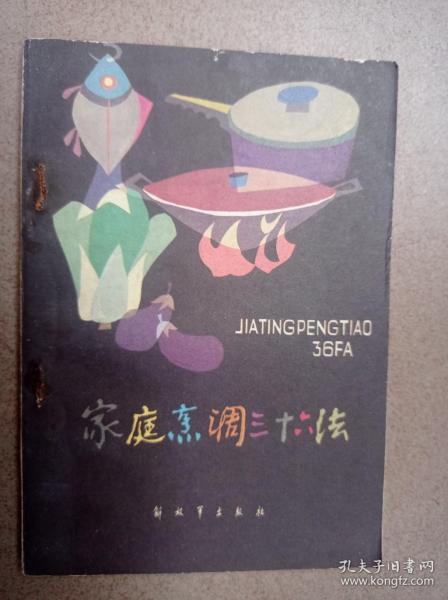 JIATINGPENGTIAO
36FA
家庭烹调三十六法
解放军出版社
孔夫子旧书网
www.kongfz.com